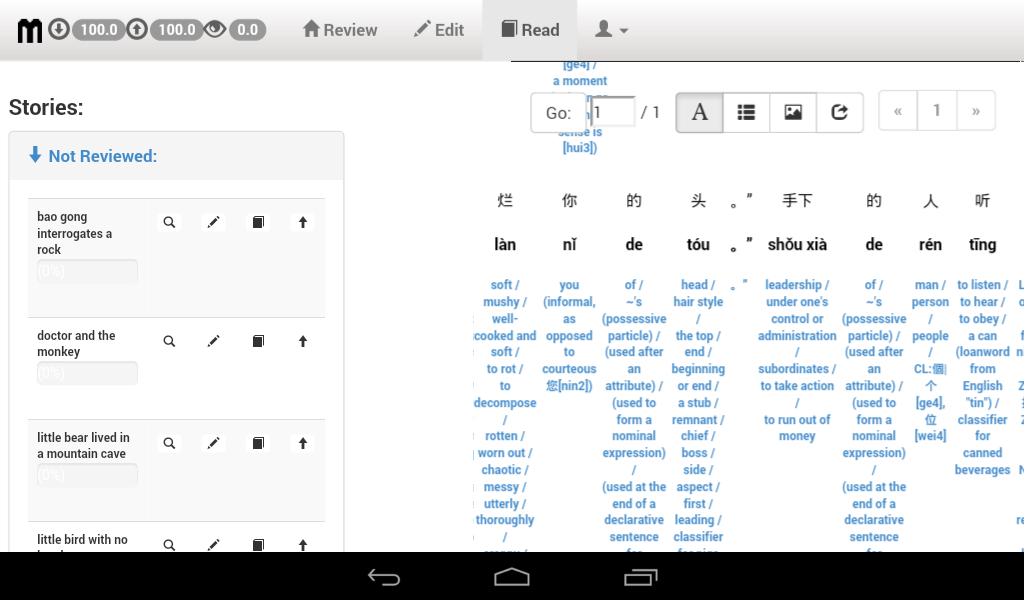 m 100.0 100.0 0.0 Review Edit Read
Stories:
Not Reviewed:
bao gong
interrogates a
rock
(0%)
doctor and the
monkey
(0%)
little bear lived in
a mountain cave
(0%)
little bird with no
[ge4] /
a moment
sense is
[hui3])
Go: 1 / 1 A « 1 »
烂 你 的 头 。” 手下 的 人 听
làn nǐ de tóu 。” shǒu xià de rén tīng
soft /
mushy /
well-
cooked and
soft /
to rot /
to
decompose
/
rotten /
worn out /
chaotic /
messy /
utterly /
thoroughly
/
you
(informal,
as
opposed
to
courteous
您[nin2])
of /
~'s
(possessive
particle) /
(used after
an
attribute) /
(used to
form a
nominal
expression)
/
(used at the
end of a
declarative
sentence
head /
hair style
/
the top /
end /
beginning
or end /
a stub /
remnant /
chief /
boss /
side /
aspect /
first /
leading /
classifier
。”
leadership /
under one's
control or
administration
/
subordinates /
to take action
/
to run out of
money
of /
~'s
(possessive
particle) /
(used after
an
attribute) /
(used to
form a
nominal
expression)
/
(used at the
end of a
declarative
sentence
man /
person
/
people
/
CL:個|
个
[ge4],
位
[wei4]
to listen /
to hear /
to obey /
a can
(loanword
from
English
"tin") /
classifier
for
canned
beverages